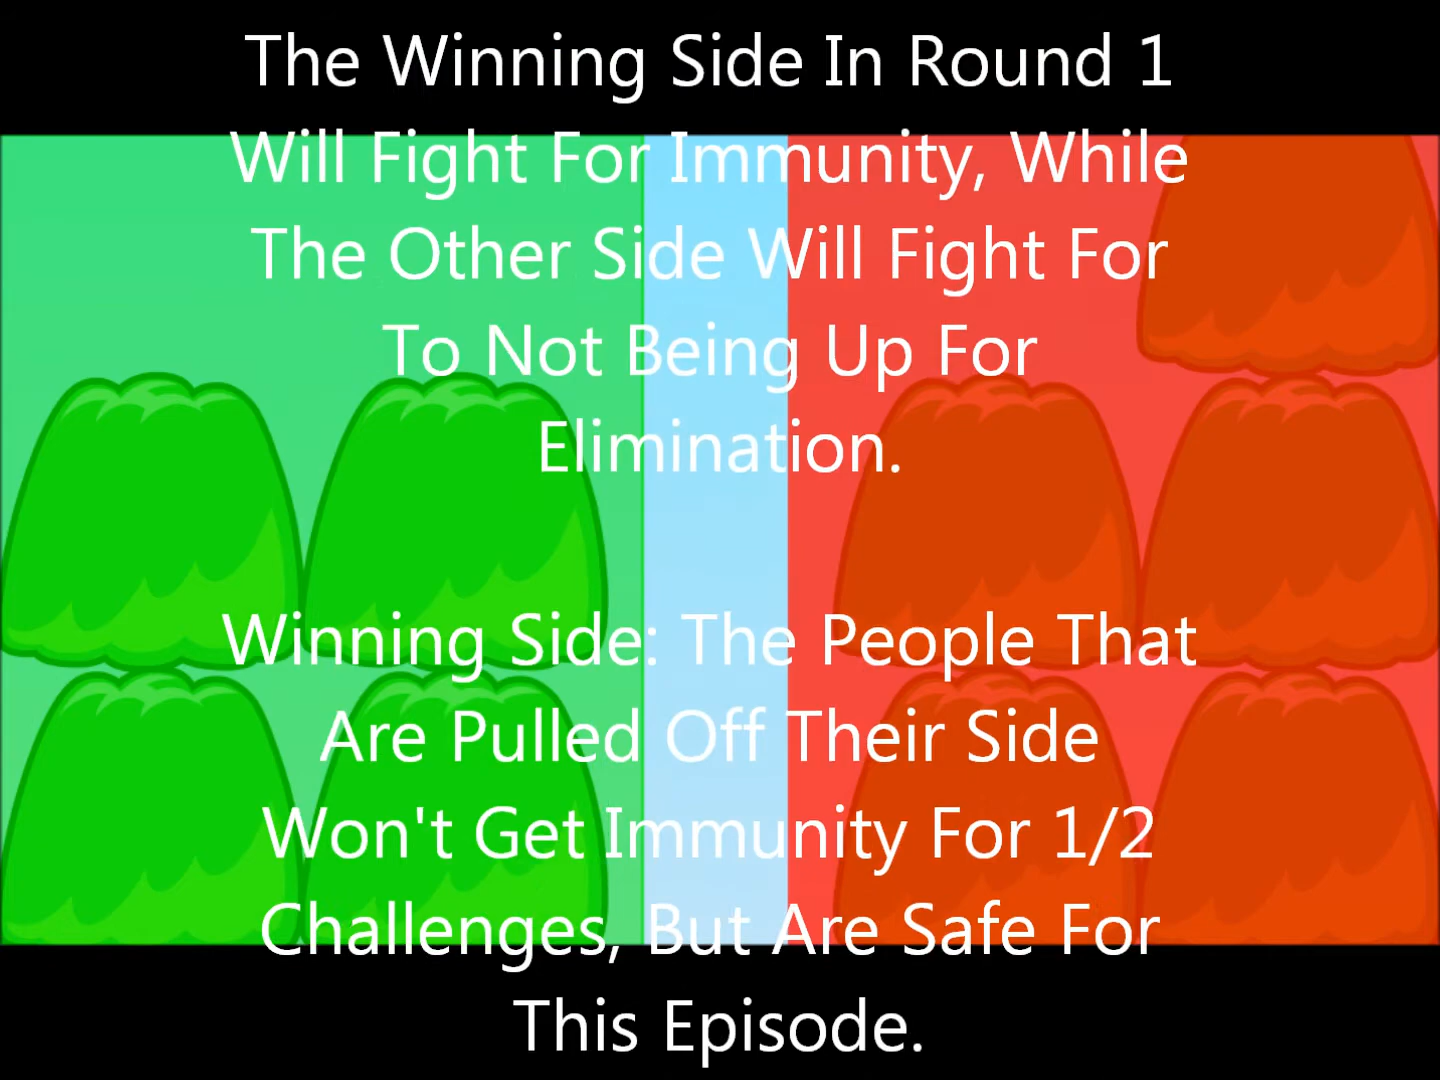 The Winning Side In Round 1
Will Fight For Immunity, While
The Other Side Will Fight For
To Not Being Up For
Elimination.
Winning Side: The People That
Are Pulled Off Their Side
Won't Get Immunity For 1/2
Challenges, But Are Safe For
This Episode.